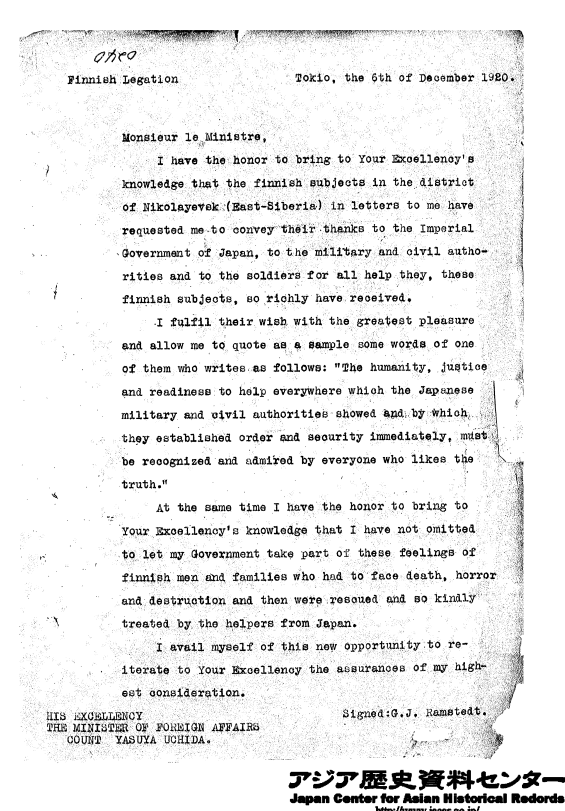 Finnish Legation Tokio, the 6th of December 1920.
Monsieur le Ministre,
I have the honor to bring to Your Excellency's
knowledge that the finnish subjects in the district
of Nikolayevsk (East-Siberia) in letters to me have
requested me to convey their thanks to the Imperial
Government of Japan, to the military and civil autho-
rities and to the soldiers for all help they, these
finnish subjects, so richly have received.
I fulfil their wish with the greatest pleasure
and allow me to quote as a sample some words of one
of them who writes as follows: "The humanity, justice
and readiness to help everywhere which the Japanese
military and civil authorities showed and by which
they established order and security immediately, must
be recognized and admired by everyone who likes the
truth."
At the same time I have the honor to bring to
Your Excellency's knowledge that I have not omitted
to let my Government take part of these feelings of
finnish men and families who had to face death, horror
and destruction and then were rescued and so kindly
treated by the helpers from Japan.
I avail myself of this new opportunity to re-
iterate to Your Excellency the assurances of my high-
est consideration.
Signed:G.J. Ramstedt.
HIS EXCELLENCY
THE MINISTER OF FOREIGN AFFAIRS
COUNT YASUYA UCHIDA.
アジア歴史資料センター
Japan Center for Asian Historical Records
http://www.jacar.go.jp/